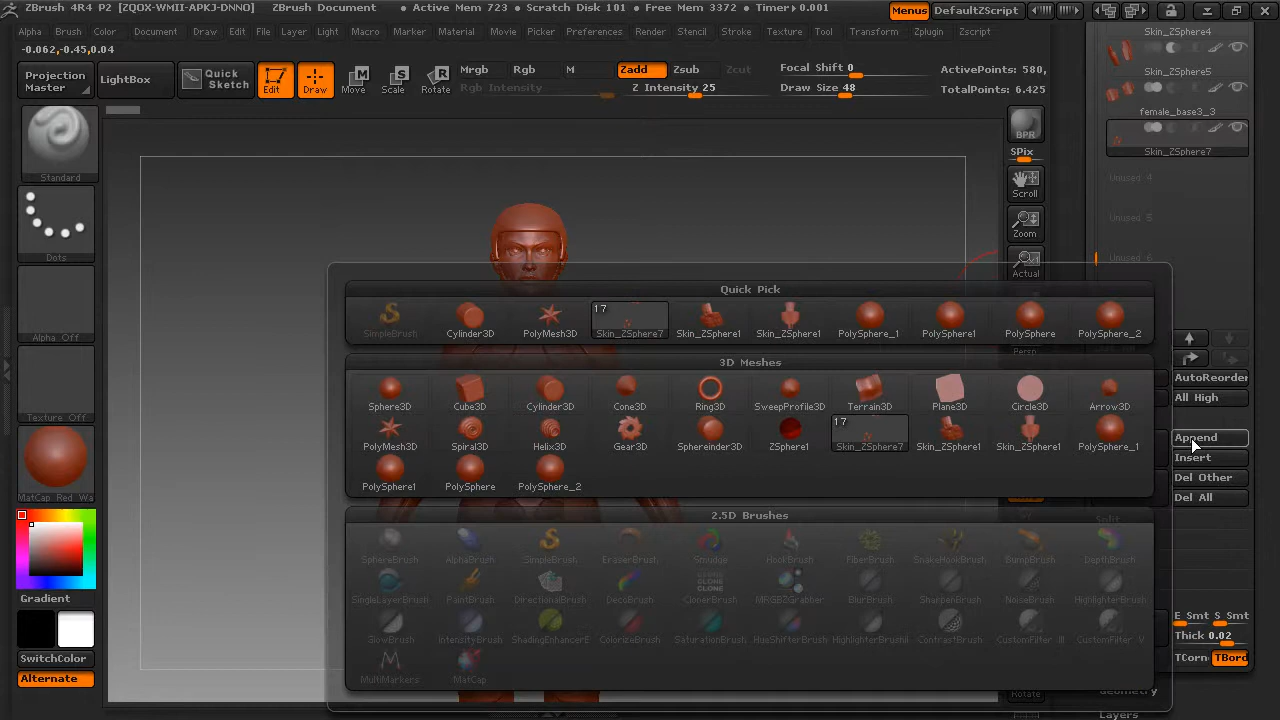 ZBrush 4R4 P2 [ZQOX-WMII-APKJ-DNNO] ZBrush Document • Active Mem 723 • Scratch Disk 101 • Free Mem 3372 • Timer▸0.001 Menus DefaultZScript
Alpha Brush Color Document Draw Edit File Layer Light Macro Marker Material Movie Picker Preferences Render Stencil Stroke Texture Tool Transform Zplugin Zscript
-0.062,-0.45,0.04
Projection Master
LightBox
Quick Sketch
Edit Draw Move Scale Rotate
Mrgb Rgb M Zadd Zsub Zcut
Rgb Intensity Z Intensity 25
Focal Shift 0
Draw Size 48
ActivePoints: 580,
TotalPoints: 6.425
Standard
Dots
Alpha Off
Texture Off
MatCap Red Wa
Gradient
SwitchColor
Alternate
BPR
SPix
Scroll
Zoom
Actual
Persp
Rotate
Skin_ZSphere4
Skin_ZSphere5
female_base3_3
Skin_ZSphere7
Unused 4
Unused 5
Unused 6
AutoReorder
All High
Append
Insert
Del Other
Del All
Split
E Smt S Smt
Thick 0.02
TCorn TBord
Geometry
Layers
Quick Pick
17
SimpleBrush Cylinder3D PolyMesh3D Skin_ZSphere7 Skin_ZSphere1 Skin_ZSphere1 PolySphere_1 PolySphere1 PolySphere PolySphere_2
3D Meshes
Sphere3D Cube3D Cylinder3D Cone3D Ring3D SweepProfile3D Terrain3D Plane3D Circle3D Arrow3D
17
PolyMesh3D Spiral3D Helix3D Gear3D Sphereinder3D ZSphere1 Skin_ZSphere7 Skin_ZSphere1 Skin_ZSphere1 PolySphere_1
PolySphere1 PolySphere PolySphere_2
2.5D Brushes
SphereBrush AlphaBrush SimpleBrush EraserBrush Smudge HookBrush FiberBrush SnakeHookBrush BumpBrush DepthBrush
SingleLayerBrush PaintBrush DirectionalBrush DecoBrush ClonerBrush MRGBZGrabber BlurBrush SharpenBrush NoiseBrush HighlighterBrush
GlowBrush IntensityBrush ShadingEnhancerE ColorizeBrush SaturationBrush HueShifterBrush HighlighterBrushII ContrastBrush CustomFilter III CustomFilter V
MultiMarkers MatCap